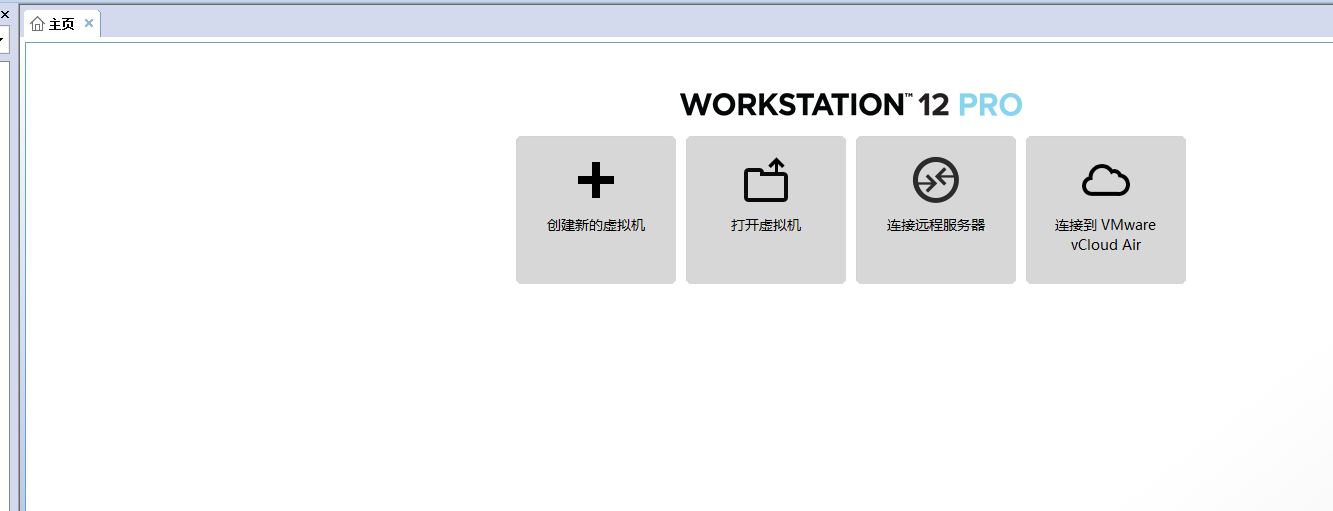 主页
WORKSTATION™ 12 PRO
创建新的虚拟机
打开虚拟机
连接远程服务器
连接到 VMware
vCloud Air